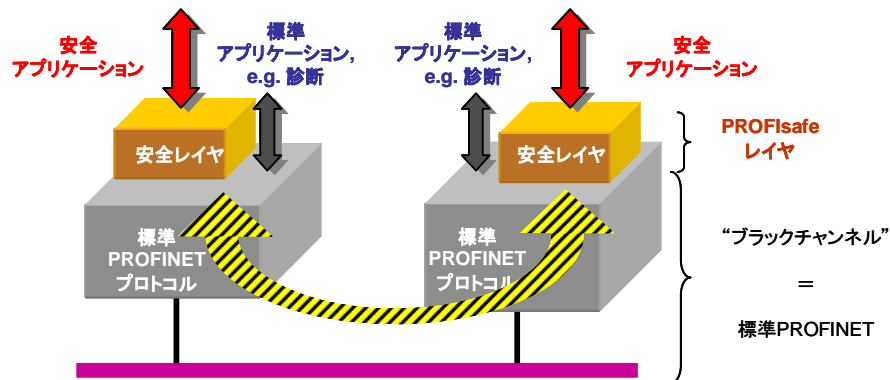 安全
アプリケーション
標準
アプリケーション,
e.g. 診断
標準
アプリケーション,
e.g. 診断
安全
アプリケーション
安全レイヤ
安全レイヤ
PROFIsafe
レイヤ
標準
PROFINET
プロトコル
標準
PROFINET
プロトコル
“ブラックチャンネル”
＝
標準PROFINET